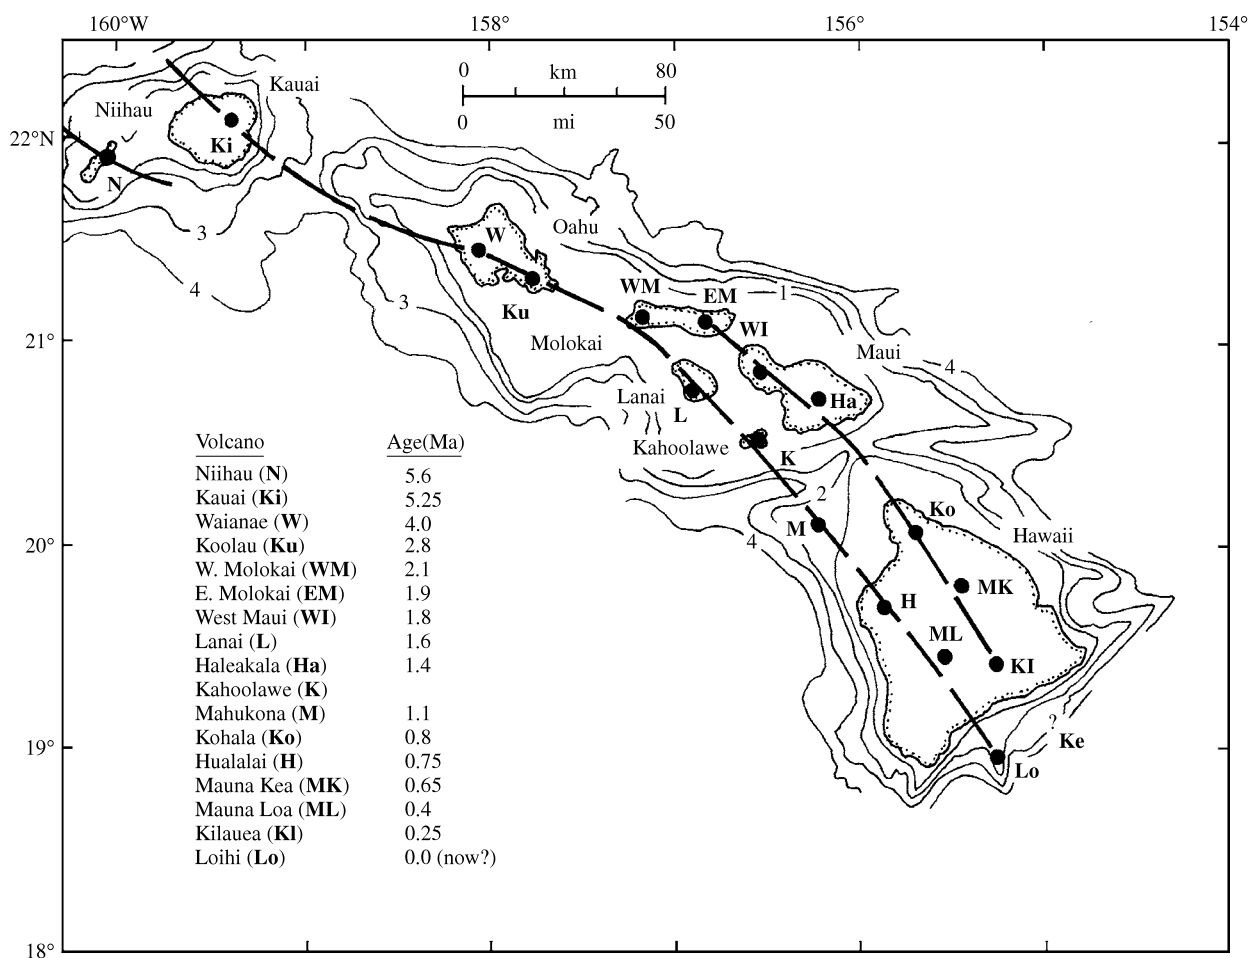 160°W 158° 156° 154°
0 km 80
0 mi 50
Kauai
Niihau
22°N
Ki
N
3
4
3
W
Oahu
Ku
WM
EM
1
WI
21°
Molokai
Maui
4
Lanai
L
Ha
Kahoolawe
K
2
M
4
Ko
Hawaii
20°
MK
H
ML
KI
?
Ke
19°
Lo
18°
Volcano Age(Ma)
Niihau (N) 5.6
Kauai (Ki) 5.25
Waianae (W) 4.0
Koolau (Ku) 2.8
W. Molokai (WM) 2.1
E. Molokai (EM) 1.9
West Maui (WI) 1.8
Lanai (L) 1.6
Haleakala (Ha) 1.4
Kahoolawe (K)
Mahukona (M) 1.1
Kohala (Ko) 0.8
Hualalai (H) 0.75
Mauna Kea (MK) 0.65
Mauna Loa (ML) 0.4
Kilauea (Kl) 0.25
Loihi (Lo) 0.0 (now?)